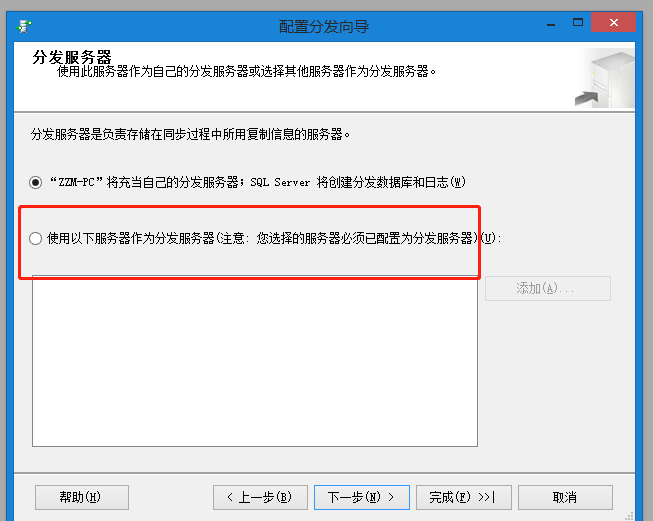 配置分发向导
分发服务器
使用此服务器作为自己的分发服务器或选择其他服务器作为分发服务器。
分发服务器是负责存储在同步过程中所用复制信息的服务器。
“ZZM-PC”将充当自己的分发服务器；SQL Server 将创建分发数据库和日志(W)
使用以下服务器作为分发服务器(注意: 您选择的服务器必须已配置为分发服务器)(U):
添加(A)...
帮助(H) < 上一步(B) 下一步(N) > 完成(F) >>| 取消